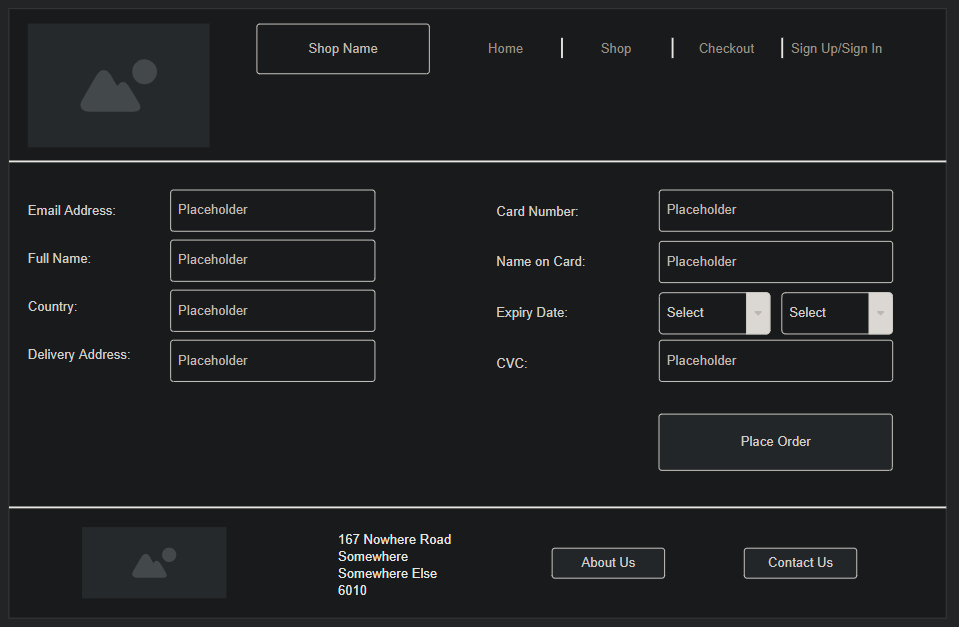 Shop Name
Home
Shop
Checkout
Sign Up/Sign In
Email Address:
Placeholder
Full Name:
Placeholder
Country:
Placeholder
Delivery Address:
Placeholder
Card Number:
Placeholder
Name on Card:
Placeholder
Expiry Date:
Select
Select
CVC:
Placeholder
Place Order
167 Nowhere Road
Somewhere
Somewhere Else
6010
About Us
Contact Us